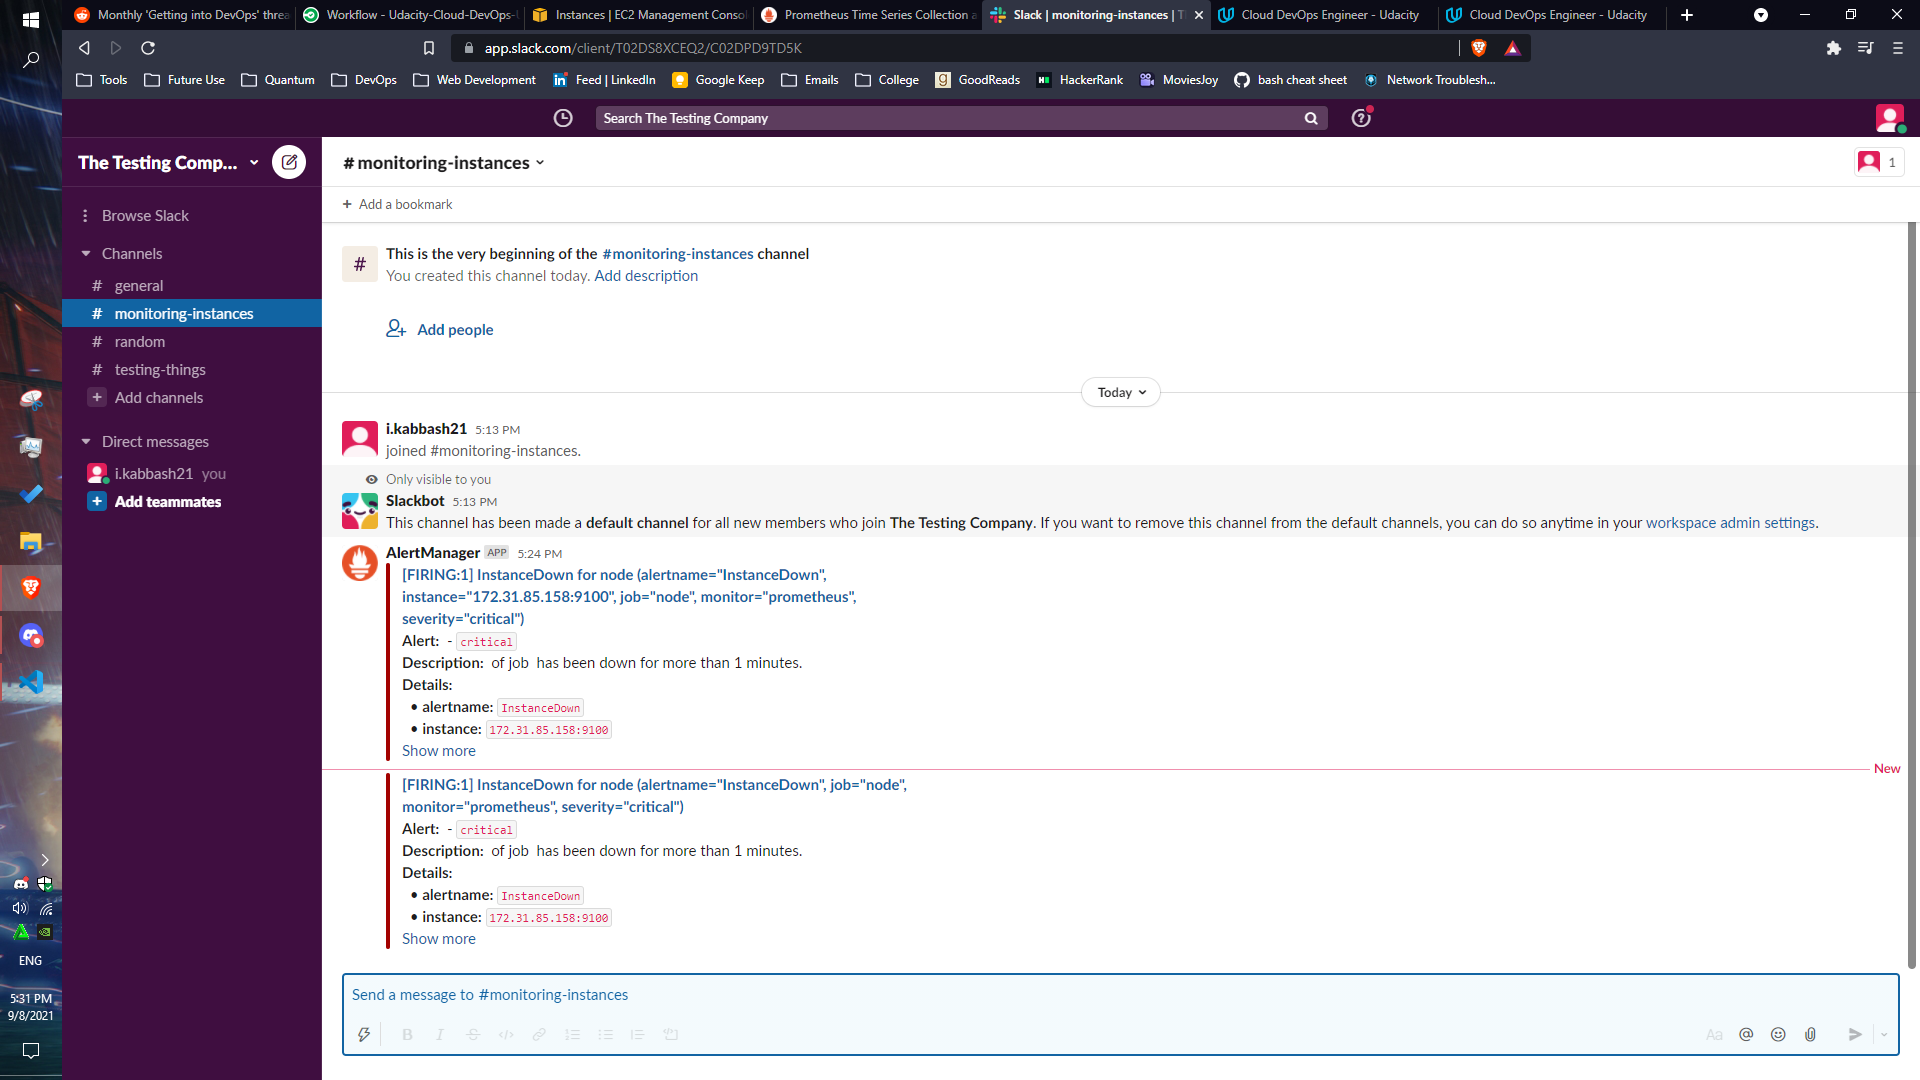 Monthly 'Getting into DevOps' threa
Workflow - Udacity-Cloud-DevOps-
Instances | EC2 Management Consol
Prometheus Time Series Collection a
Slack | monitoring-instances | T
Cloud DevOps Engineer - Udacity
Cloud DevOps Engineer - Udacity
app.slack.com/client/T02DS8XCEQ2/C02DPD9TD5K
Tools
Future Use
Quantum
DevOps
Web Development
Feed | LinkedIn
Google Keep
Emails
College
GoodReads
HackerRank
MoviesJoy
bash cheat sheet
Network Troublesh...
Search The Testing Company
The Testing Comp...
Browse Slack
Channels
# general
# monitoring-instances
# random
# testing-things
+ Add channels
Direct messages
i.kabbash21 you
+ Add teammates
# monitoring-instances
1
+ Add a bookmark
# This is the very beginning of the #monitoring-instances channel
You created this channel today. Add description
Add people
Today
i.kabbash21 5:13 PM
joined #monitoring-instances.
Only visible to you
Slackbot 5:13 PM
This channel has been made a default channel for all new members who join The Testing Company. If you want to remove this channel from the default channels, you can do so anytime in your workspace admin settings.
AlertManager APP 5:24 PM
[FIRING:1] InstanceDown for node (alertname="InstanceDown",
instance="172.31.85.158:9100", job="node", monitor="prometheus",
severity="critical")
Alert: - critical
Description: of job has been down for more than 1 minutes.
Details:
• alertname: InstanceDown
• instance: 172.31.85.158:9100
Show more
New
[FIRING:1] InstanceDown for node (alertname="InstanceDown", job="node",
monitor="prometheus", severity="critical")
Alert: - critical
Description: of job has been down for more than 1 minutes.
Details:
• alertname: InstanceDown
• instance: 172.31.85.158:9100
Show more
Send a message to #monitoring-instances
B I S Aa @
ENG
5:31 PM
9/8/2021